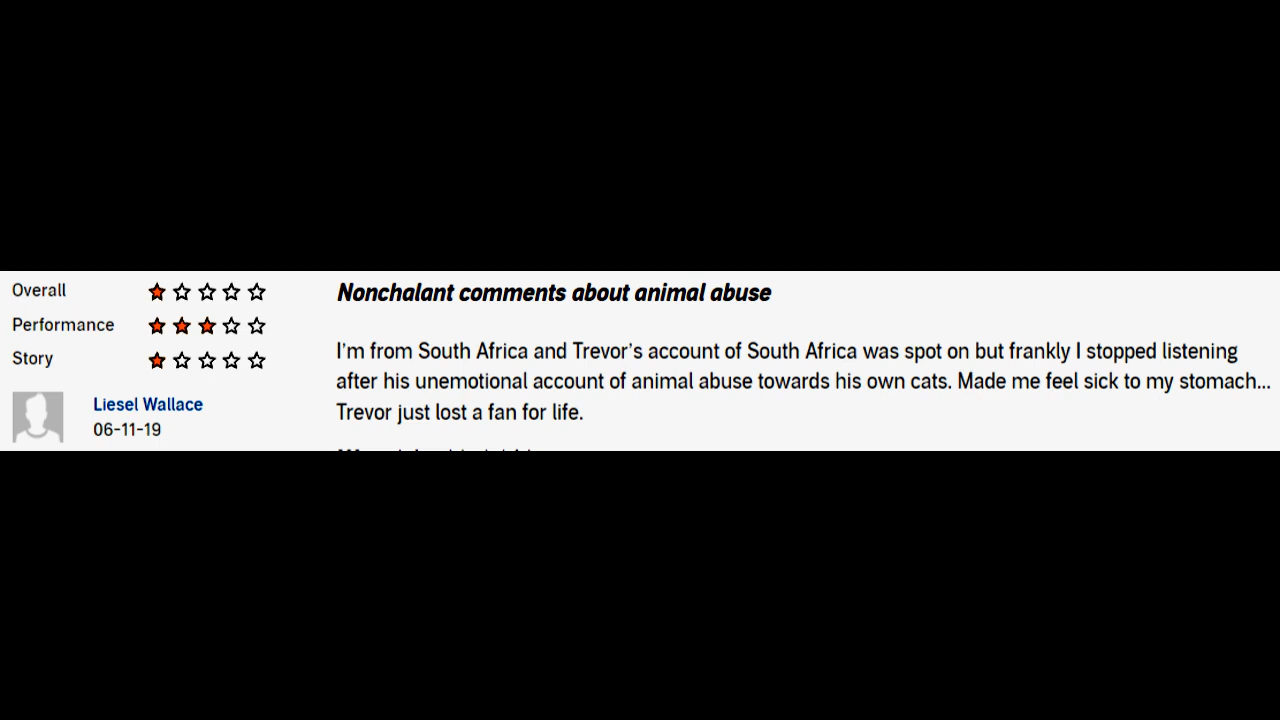 Overall
Performance
Story
Liesel Wallace
06-11-19
Nonchalant comments about animal abuse
I'm from South Africa and Trevor's account of South Africa was spot on but frankly I stopped listening
after his unemotional account of animal abuse towards his own cats. Made me feel sick to my stomach...
Trevor just lost a fan for life.